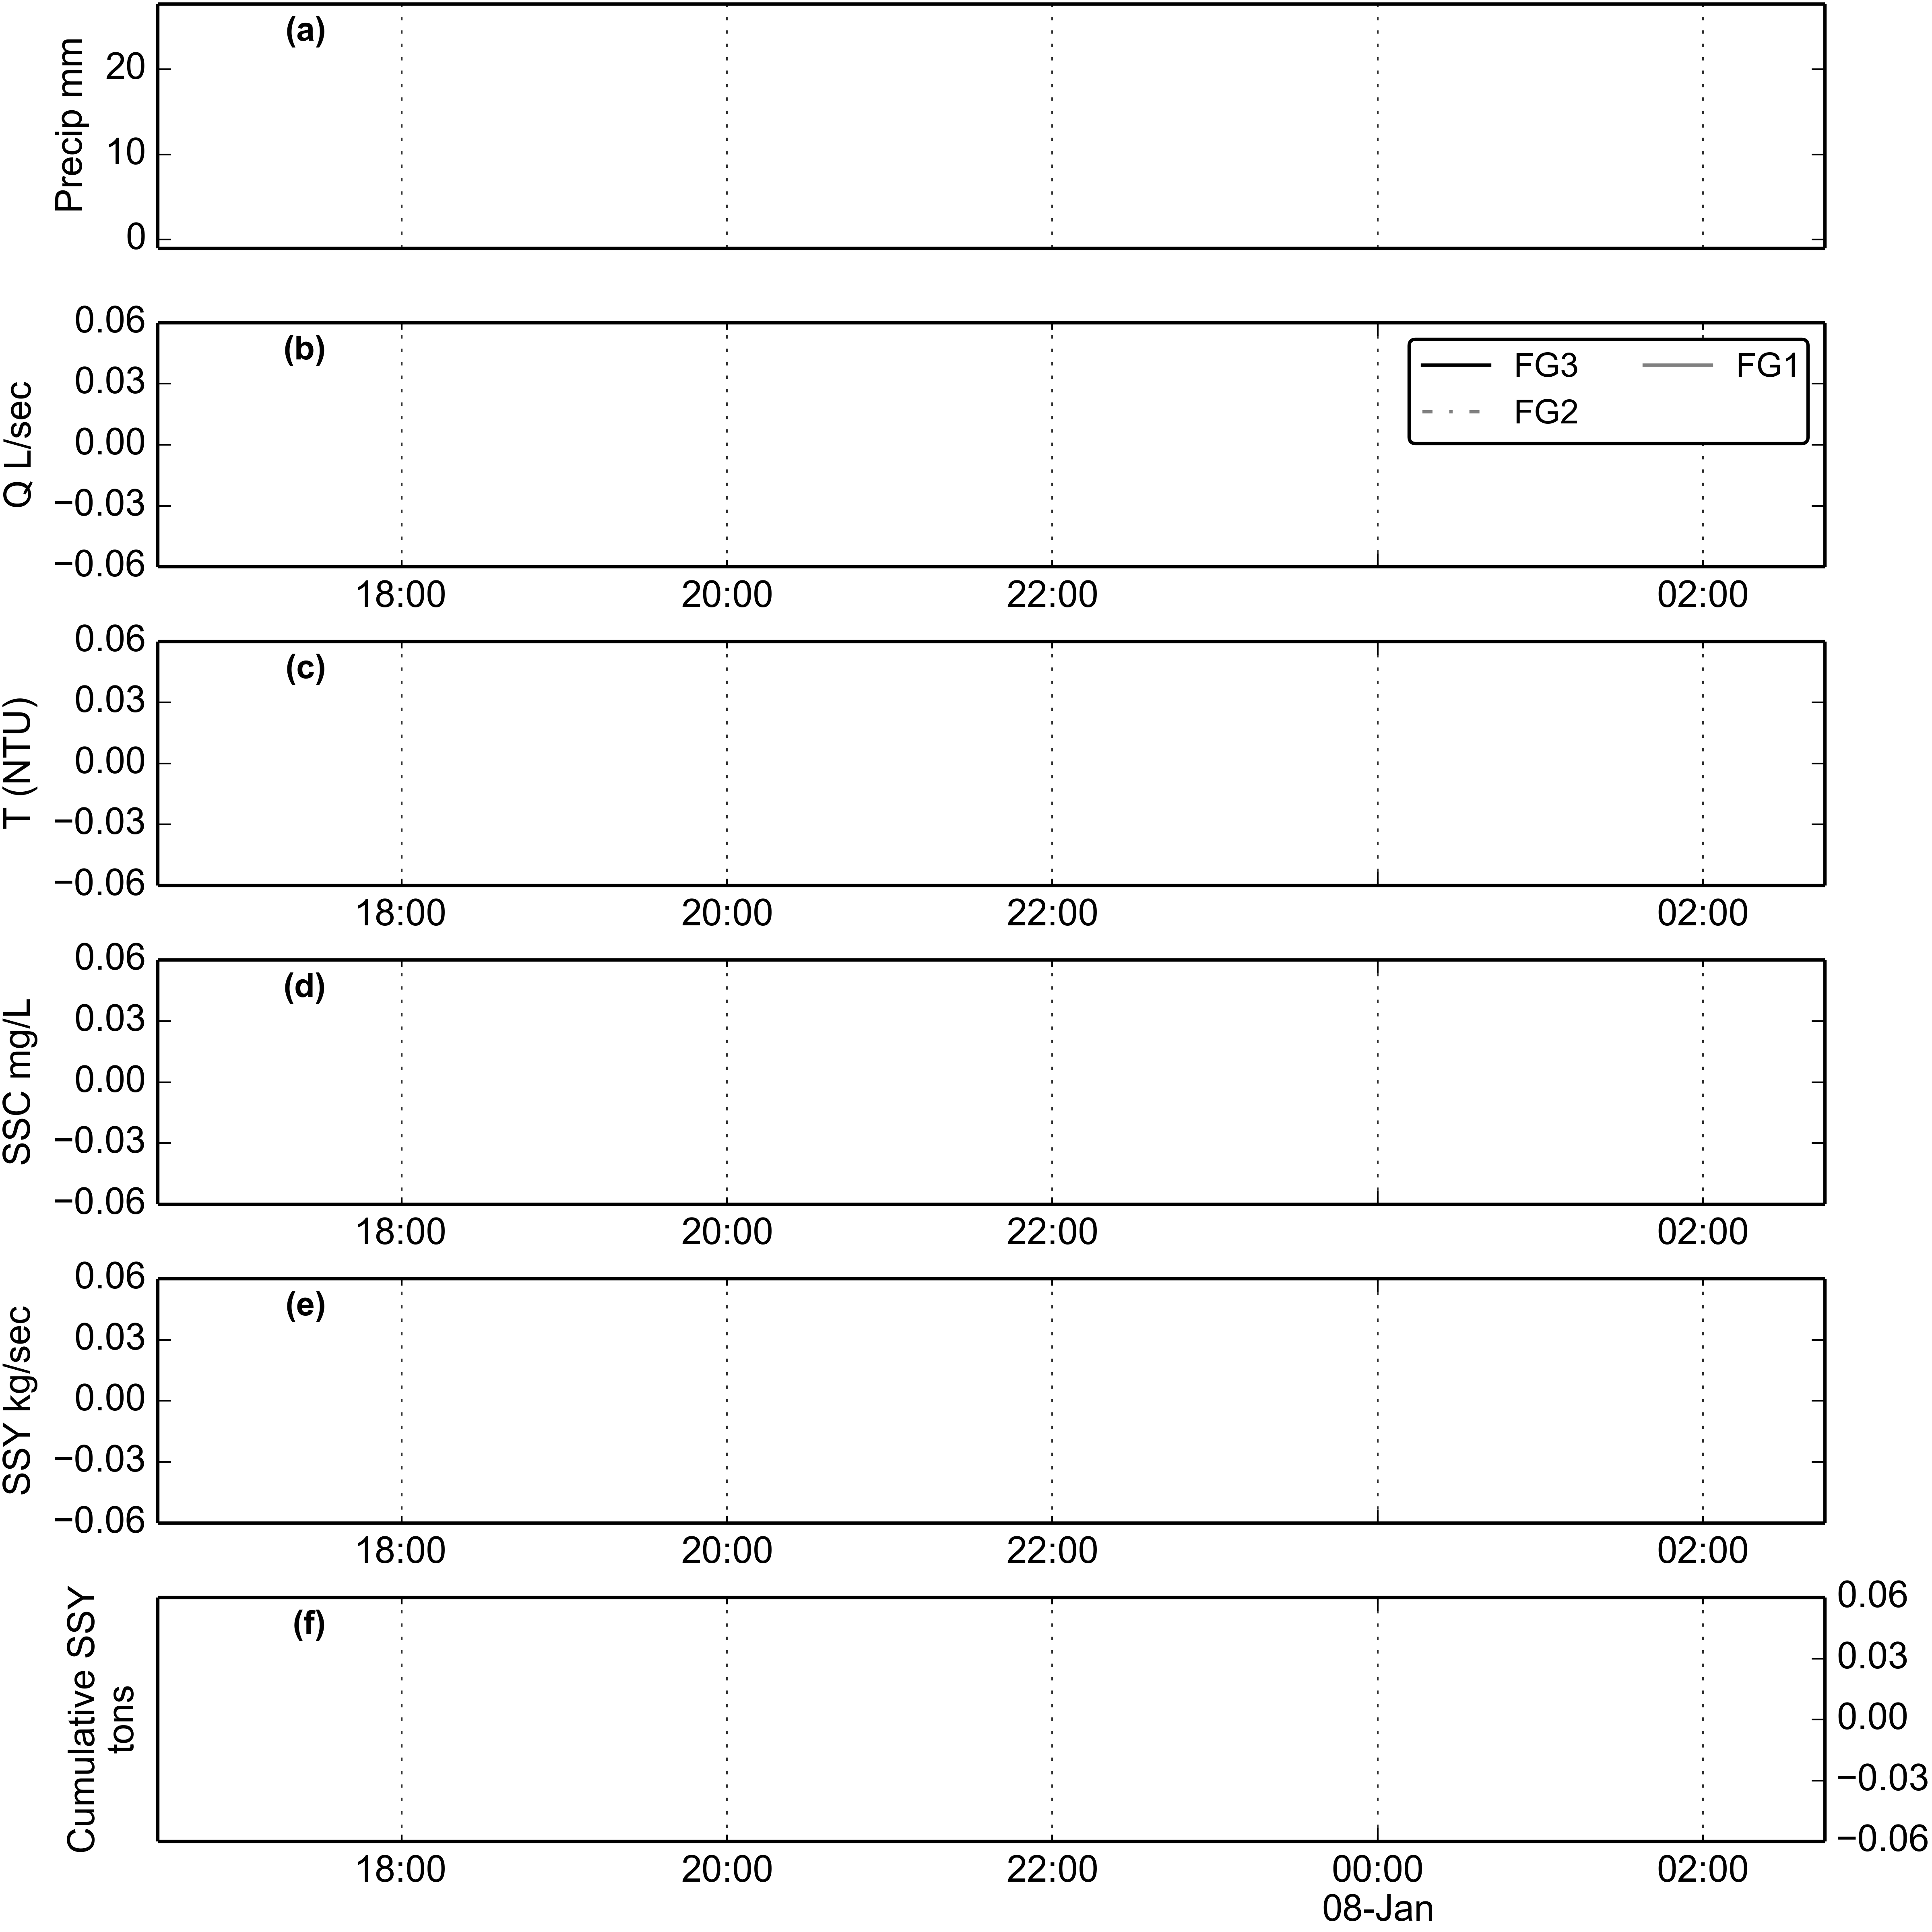 (a)
20
10
0
Precip mm
(b)
0.06
0.03
0.00
−0.03
−0.06
Q L/sec
FG3 FG1
FG2
18:00 20:00 22:00 02:00
(c)
0.06
0.03
0.00
−0.03
−0.06
T (NTU)
18:00 20:00 22:00 02:00
(d)
0.06
0.03
0.00
−0.03
−0.06
SSC mg/L
18:00 20:00 22:00 02:00
(e)
0.06
0.03
0.00
−0.03
−0.06
SSY kg/sec
18:00 20:00 22:00 02:00
(f)
Cumulative SSY
tons
0.06
0.03
0.00
−0.03
−0.06
18:00 20:00 22:00 00:00 02:00
08-Jan